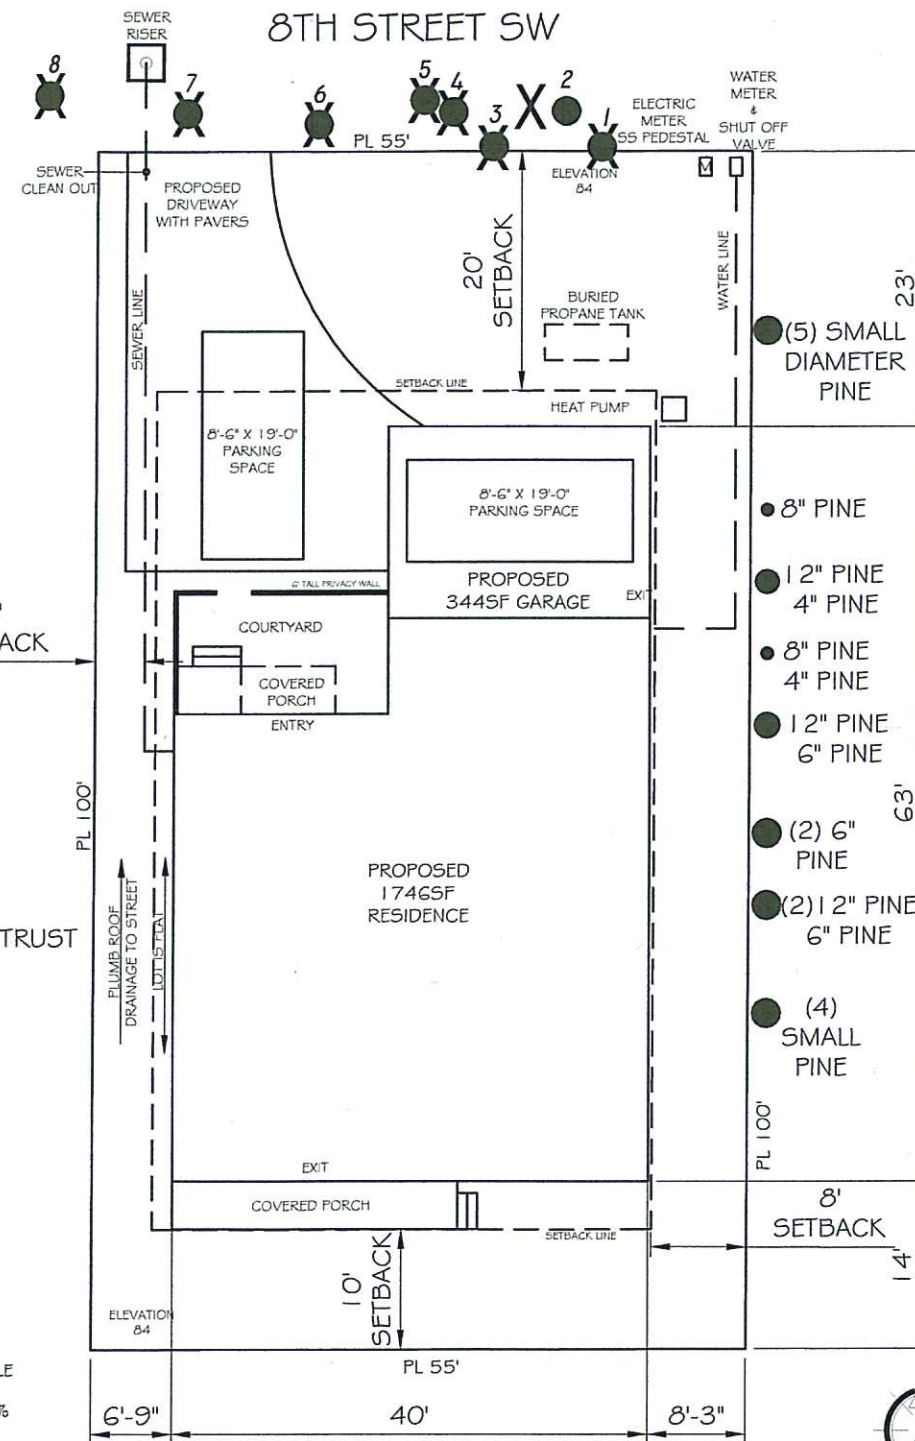 SEWER
RISER
8TH STREET SW
8
7
6
5
4
3
2
1
X
WATER
METER
&
SHUT OFF
VALVE
ELECTRIC
METER
SS PEDESTAL
PL 55'
SEWER
CLEAN OUT
PROPOSED
DRIVEWAY
WITH PAVERS
ELEVATION
84
M
20'
SETBACK
SEWER LINE
WATER LINE
BURIED
PROPANE TANK
23'
(5) SMALL
DIAMETER
PINE
SETBACK LINE
HEAT PUMP
8'-6" X 19'-0"
PARKING
SPACE
8'-6" X 19'-0"
PARKING SPACE
8" PINE
PROPOSED
344SF GARAGE
EXIT
12" PINE
4" PINE
6' TALL PRIVACY WALL
COURTYARD
ACK
8" PINE
4" PINE
COVERED
PORCH
ENTRY
12" PINE
6" PINE
PL 100'
63'
(2) 6"
PINE
PROPOSED
1746SF
RESIDENCE
(2)12" PINE
6" PINE
TRUST
PLUMB ROOF
DRAINAGE TO STREET
LOT IS FLAT
(4)
SMALL
PINE
PL 100'
EXIT
COVERED PORCH
8'
SETBACK
SETBACK LINE
14'
10'
SETBACK
ELEVATION
84
PL 55'
LE
%
6'-9"
40'
8'-3"